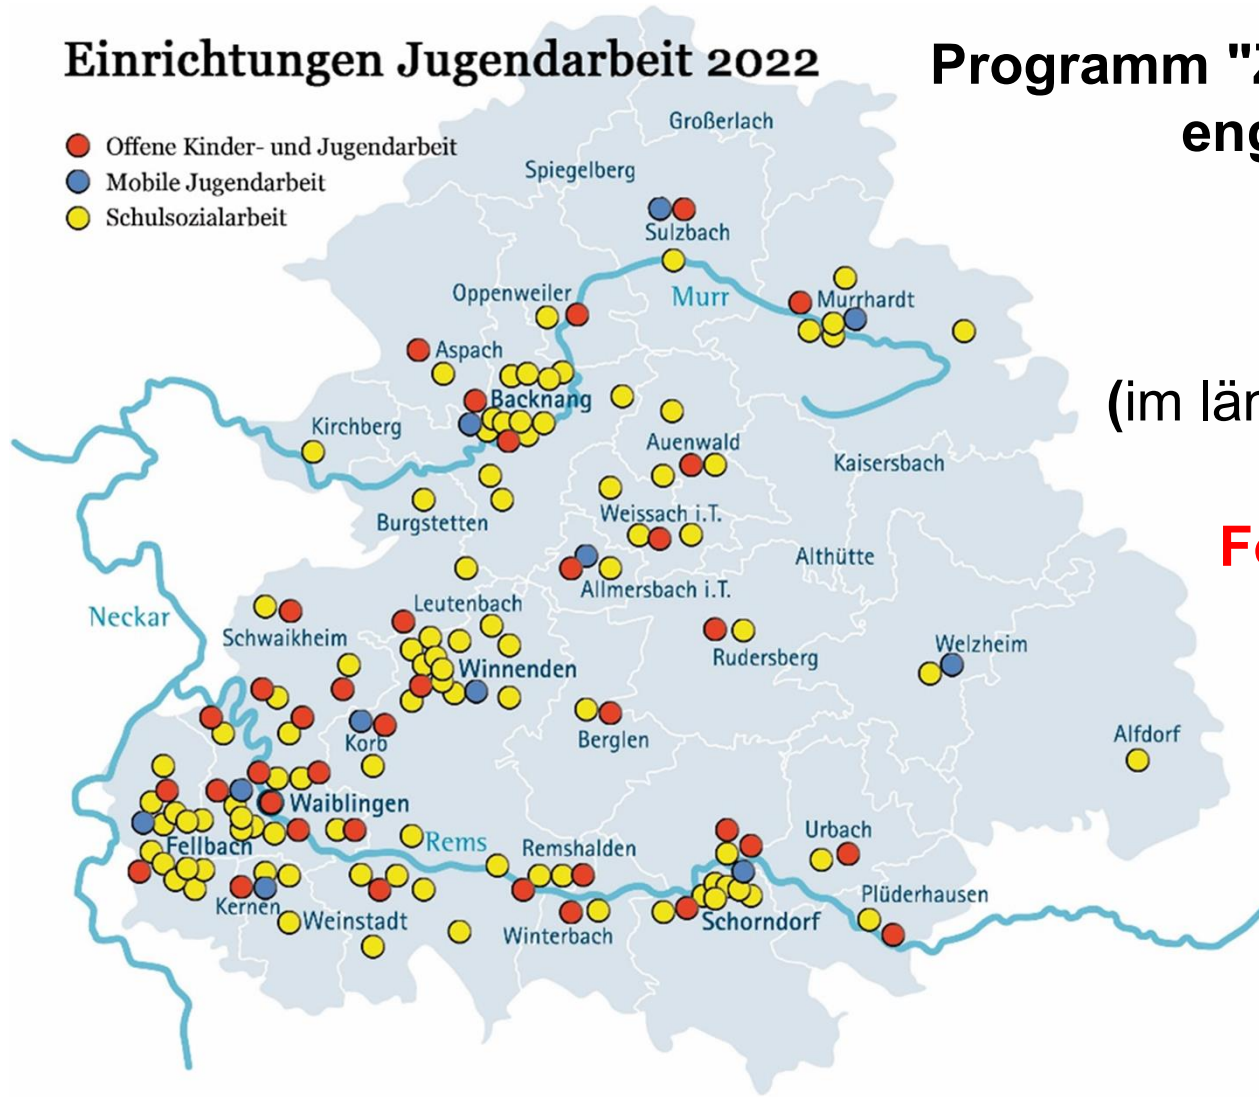 Einrichtungen Jugendarbeit 2022
Programm "
eng
Offene Kinder- und Jugendarbeit
Mobile Jugendarbeit
Schulsozialarbeit
Großerlach
Spiegelberg
Sulzbach
Oppenweiler
Murr
Murrhardt
Aspach
Backnang
(im län
Kirchberg
Auenwald
Kaisersbach
Burgstetten
Weissach i.T.
Fö
Althütte
Allmersbach i.T.
Neckar
Leutenbach
Schwaikheim
Rudersberg
Welzheim
Winnenden
Korb
Berglen
Alfdorf
Waiblingen
Fellbach
Rems
Remshalden
Urbach
Kernen
Weinstadt
Winterbach
Schorndorf
Plüderhausen